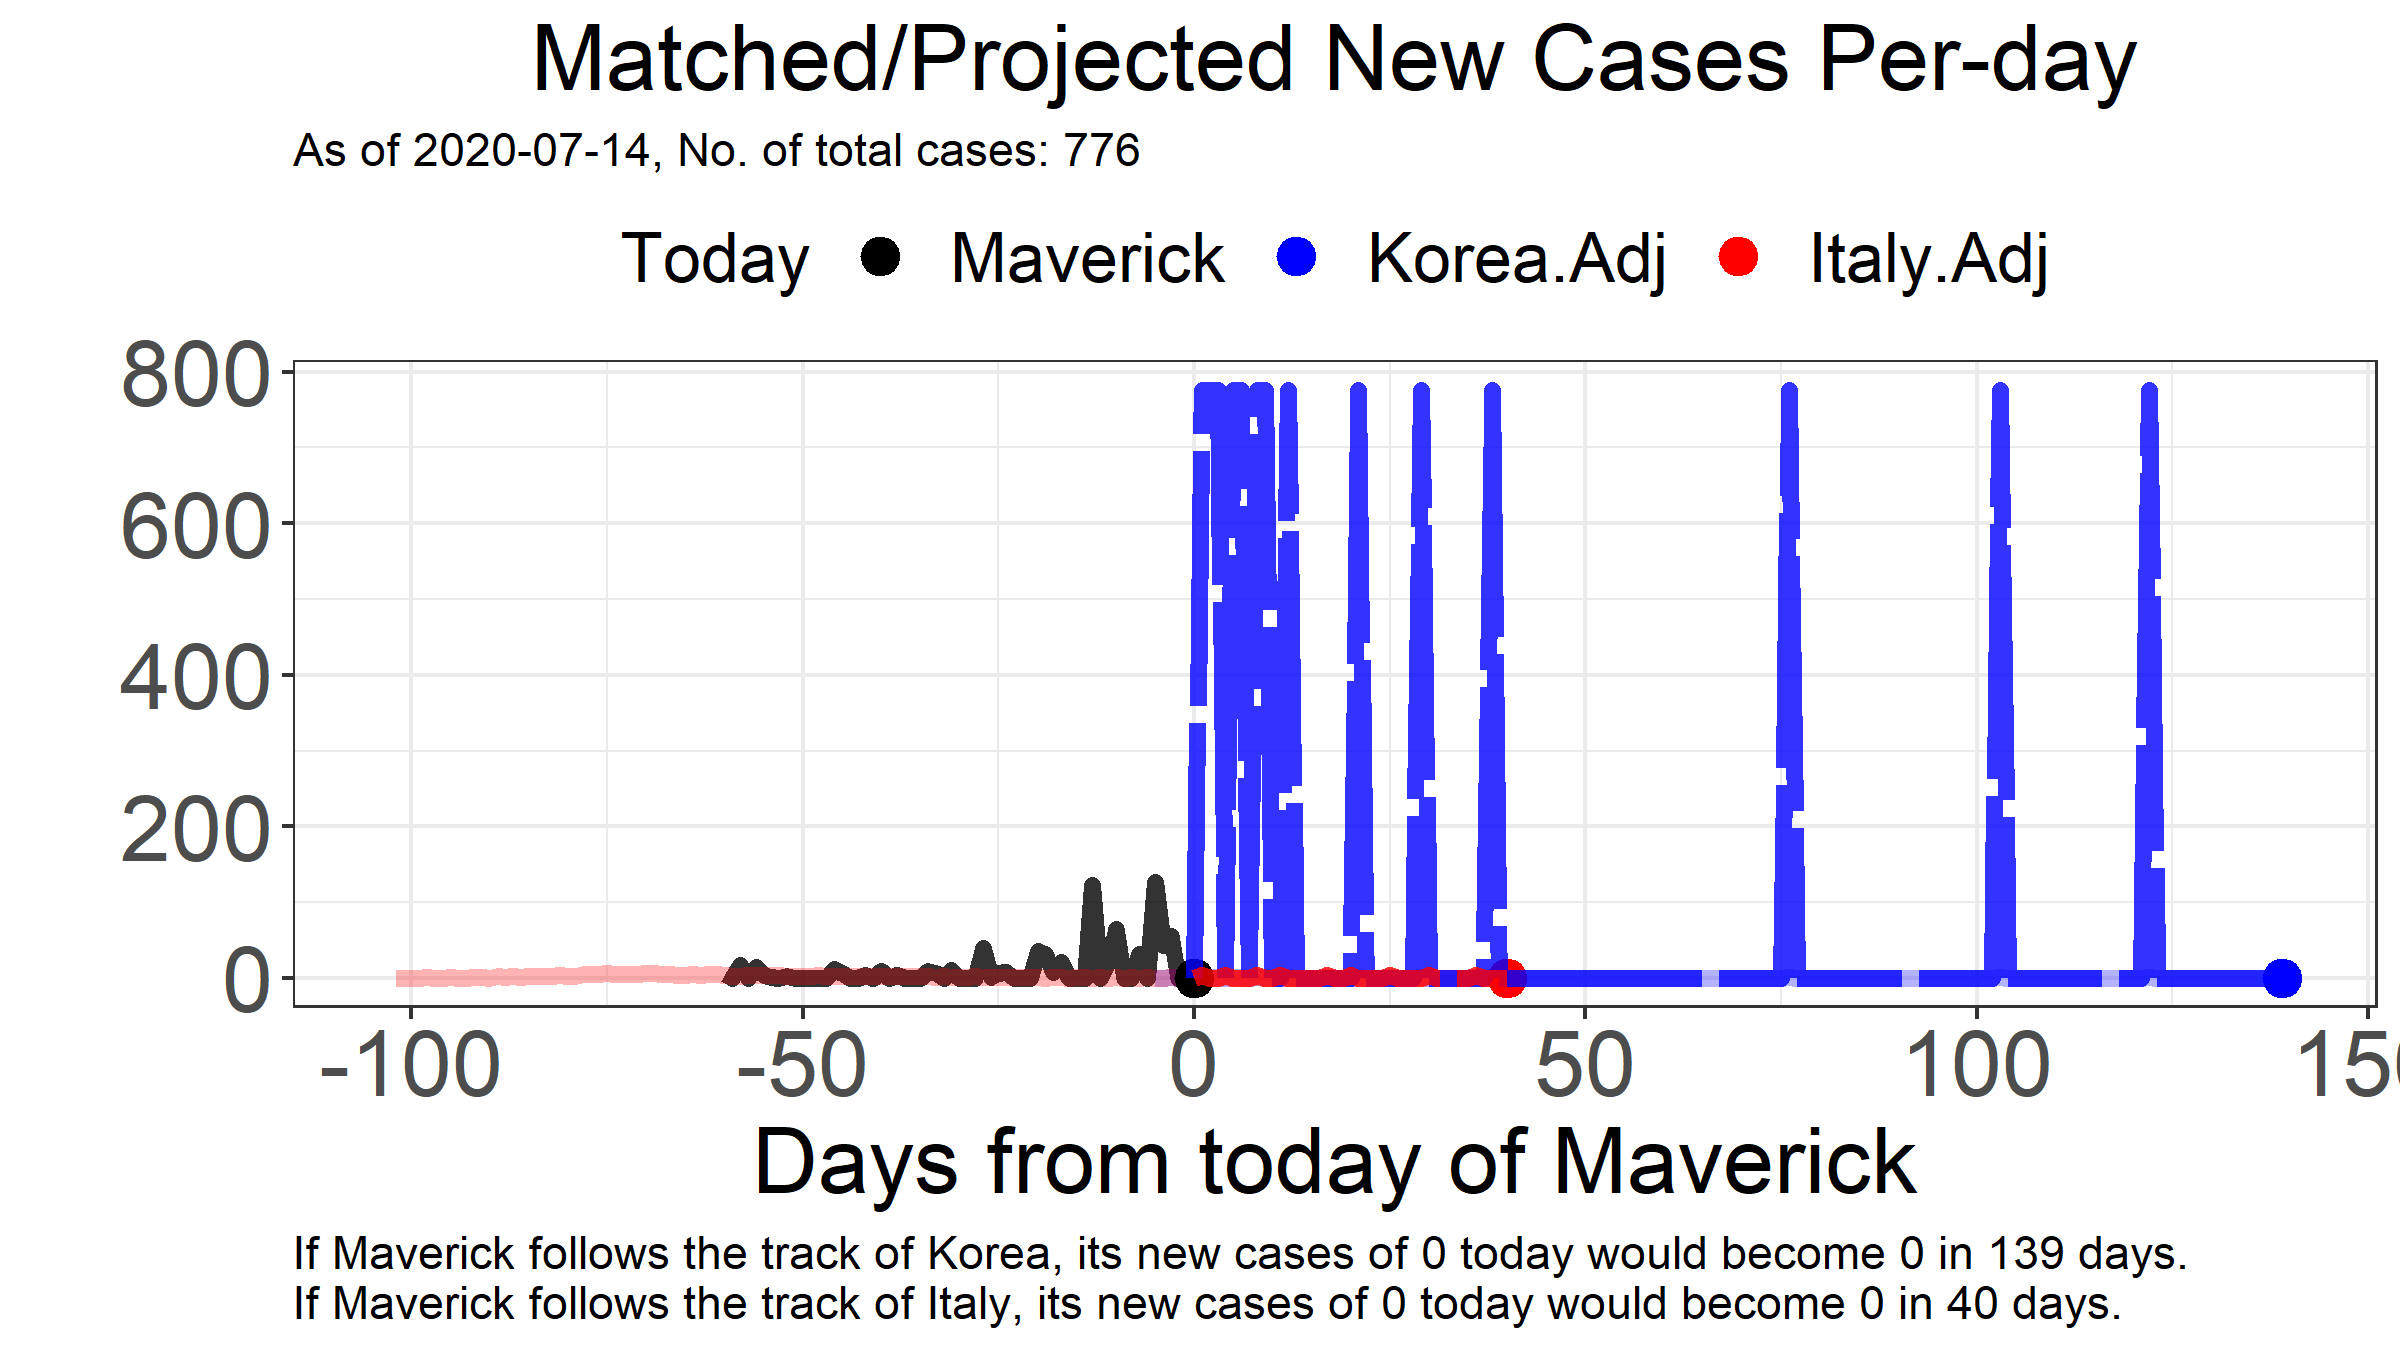 Matched/Projected New Cases Per-day
As of 2020-07-14, No. of total cases: 776
Today Maverick Korea.Adj Italy.Adj
800
600
400
200
0
-100 -50 0 50 100 150
Days from today of Maverick
If Maverick follows the track of Korea, its new cases of 0 today would become 0 in 139 days.
If Maverick follows the track of Italy, its new cases of 0 today would become 0 in 40 days.